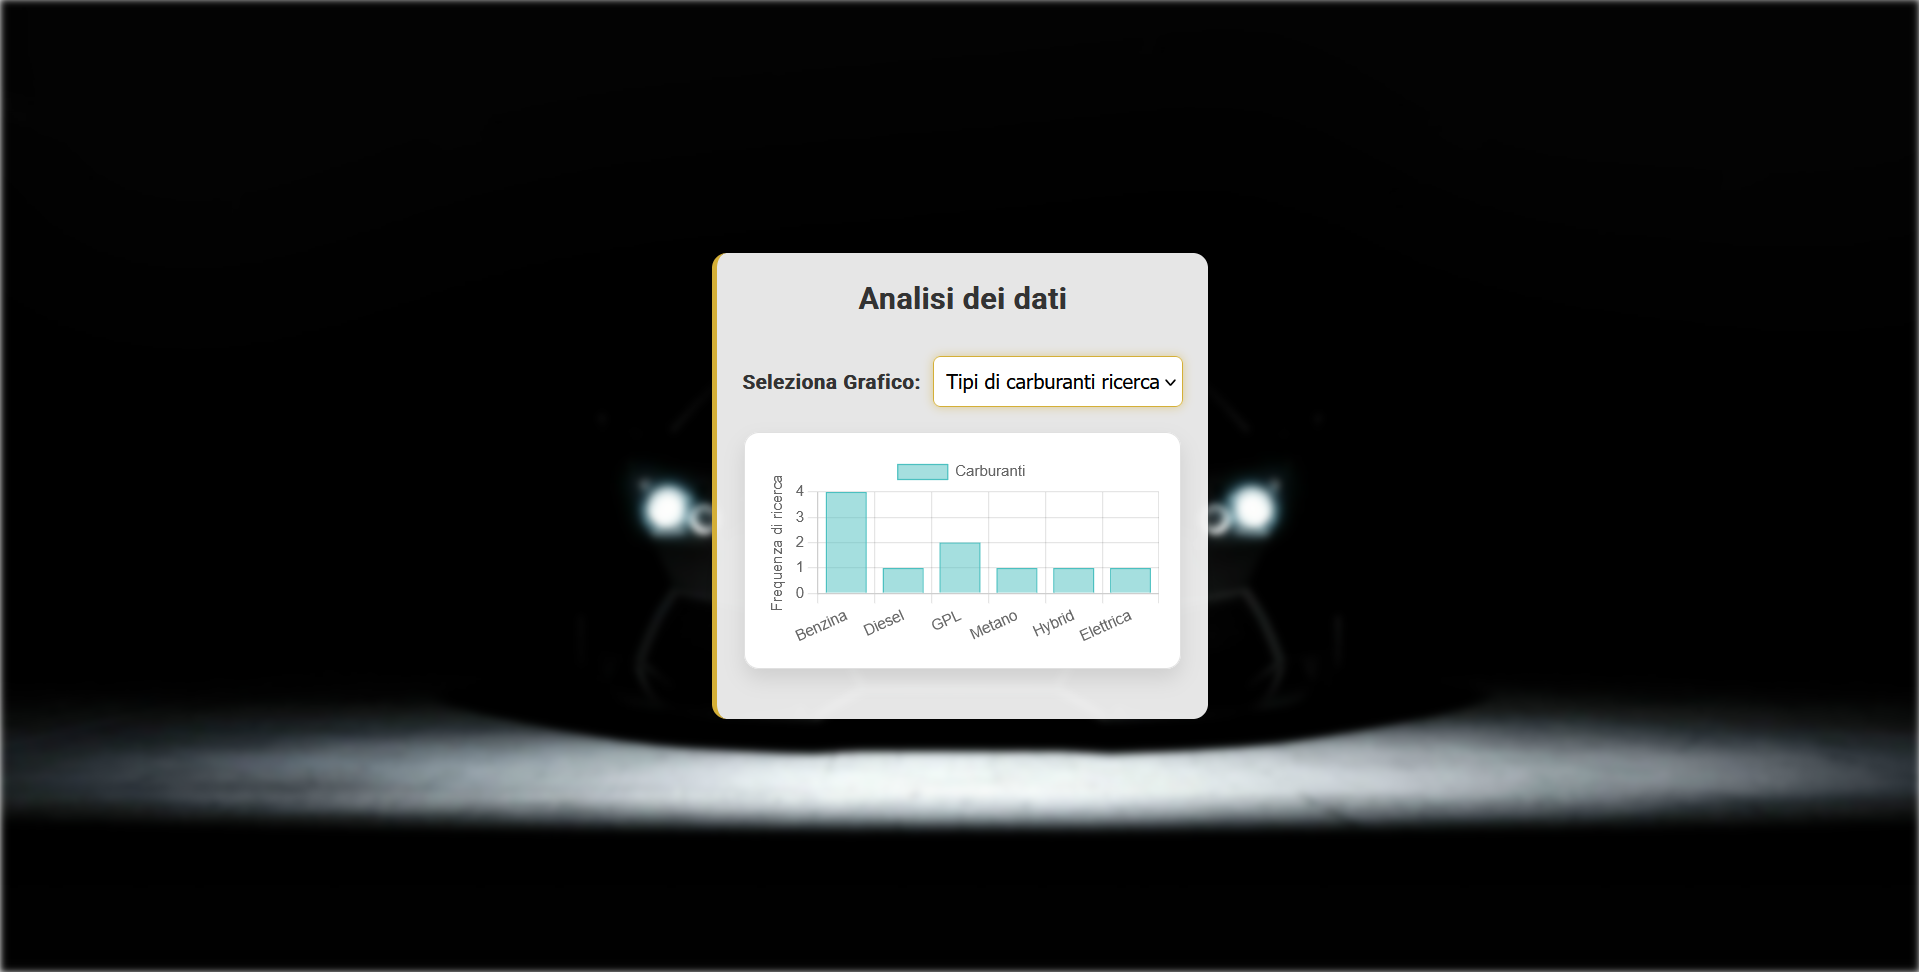 Analisi dei dati
Seleziona Grafico: Tipi di carburanti ricerca
Carburanti
Frequenza di ricerca
4
3
2
1
0
Benzina Diesel GPL Metano Hybrid Elettrica